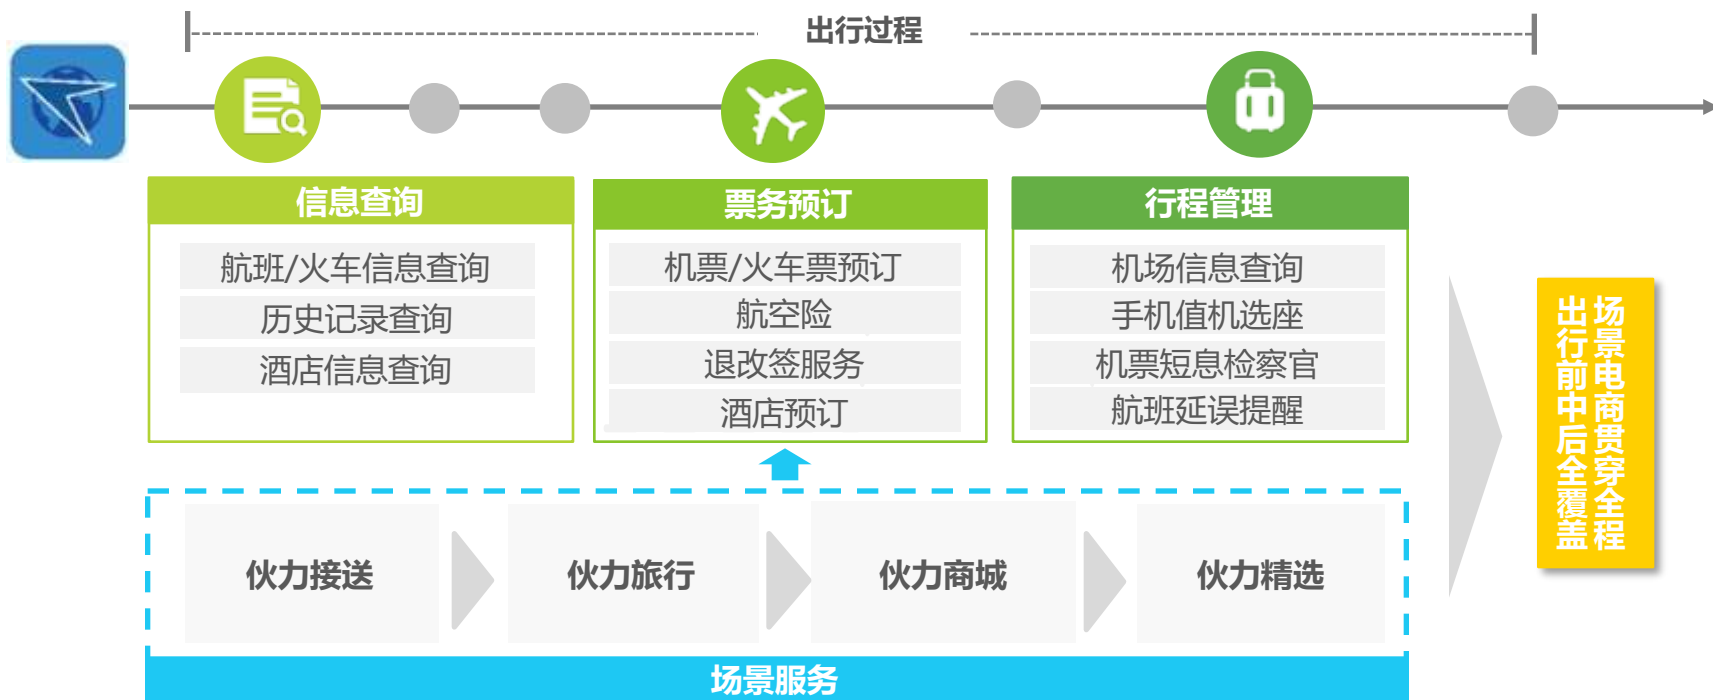 出行过程
信息查询
航班/火车信息查询
历史记录查询
酒店信息查询
票务预订
机票/火车票预订
航空险
退改签服务
酒店预订
行程管理
机场信息查询
手机值机选座
机票短息检察官
航班延误提醒
场景电商贯穿全程
出行前中后全覆盖
伙力接送
伙力旅行
伙力商城
伙力精选
场景服务